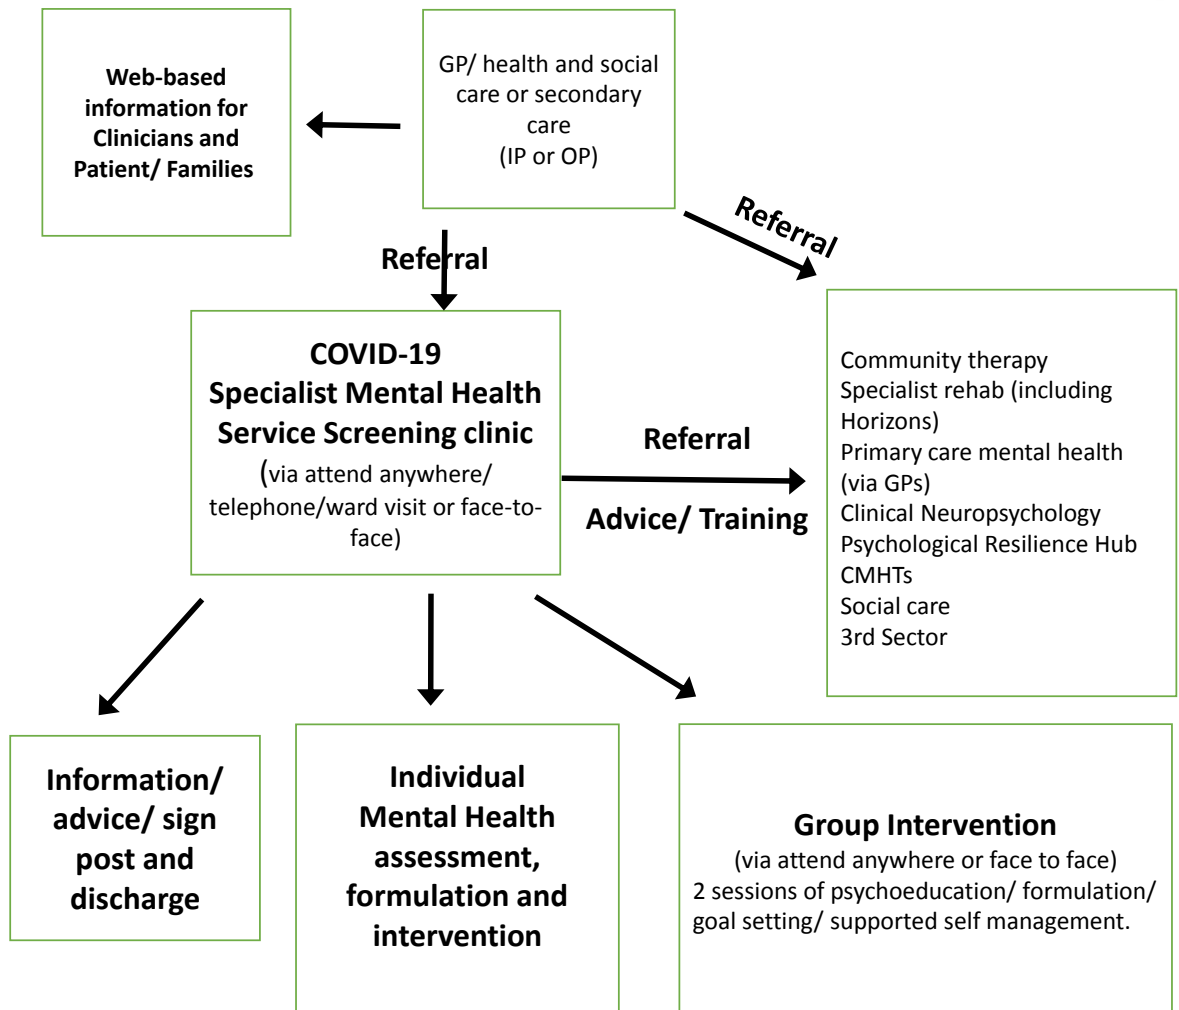 Web-based
information for
Clinicians and
Patient/ Families
GP/ health and social
care or secondary
care
(IP or OP)
Referral
Referral
COVID-19
Specialist Mental Health
Service Screening clinic
(via attend anywhere/
telephone/ward visit or face-to-
face)
Referral
Advice/ Training
Community therapy
Specialist rehab (including
Horizons)
Primary care mental health
(via GPs)
Clinical Neuropsychology
Psychological Resilience Hub
CMHTs
Social care
3rd Sector
Information/
advice/ sign
post and
discharge
Individual
Mental Health
assessment,
formulation and
intervention
Group Intervention
(via attend anywhere or face to face)
2 sessions of psychoeducation/ formulation/
goal setting/ supported self management.